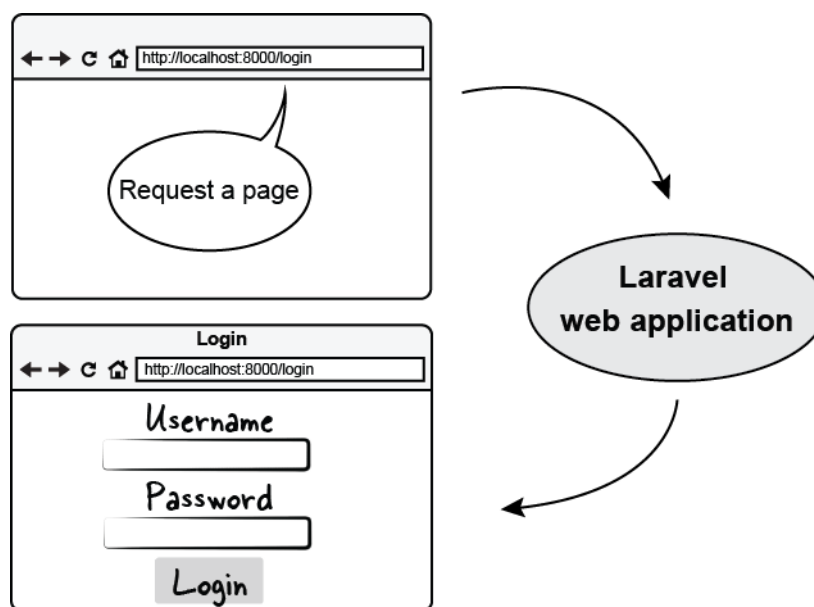 http://localhost:8000/login
Request a page
Laravel
web application
Login
http://localhost:8000/login
Username
Password
Login